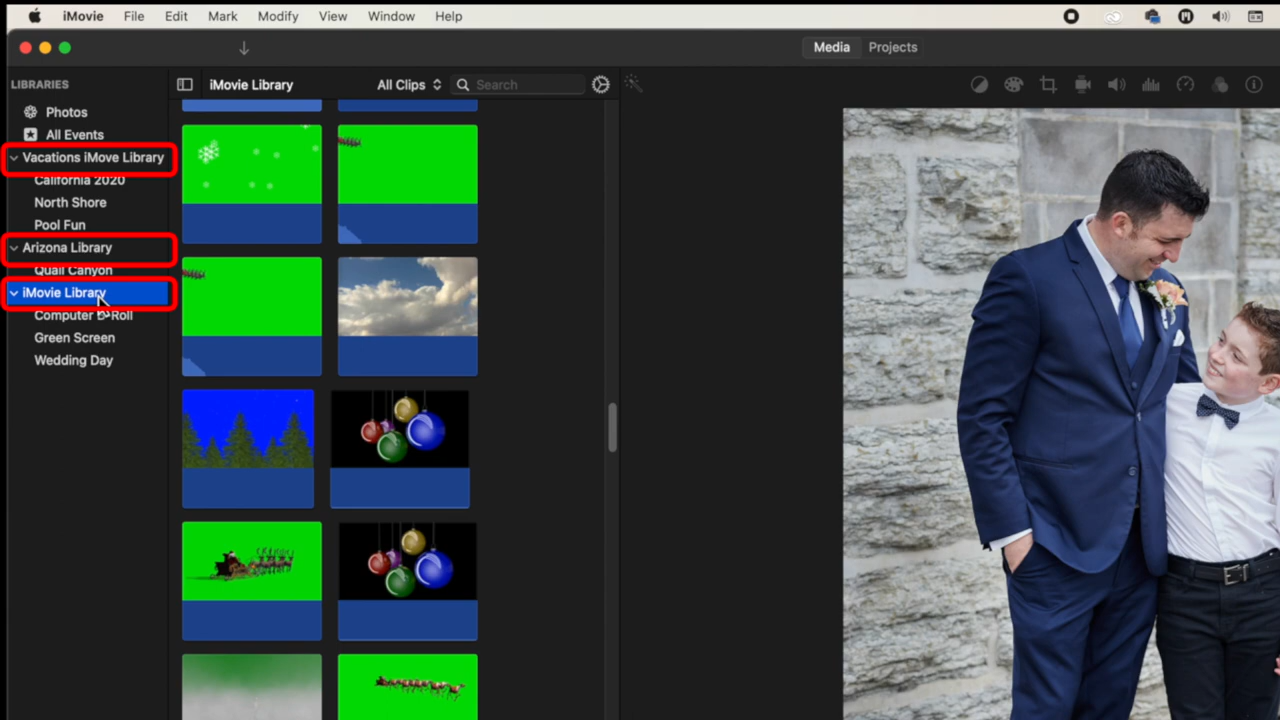 iMovie File Edit Mark Modify View Window Help
Media Projects
LIBRARIES
iMovie Library All Clips Search
Photos
All Events
Vacations iMove Library
California 2020
North Shore
Pool Fun
Arizona Library
Quail Canyon
iMovie Library
Computer B-Roll
Green Screen
Wedding Day